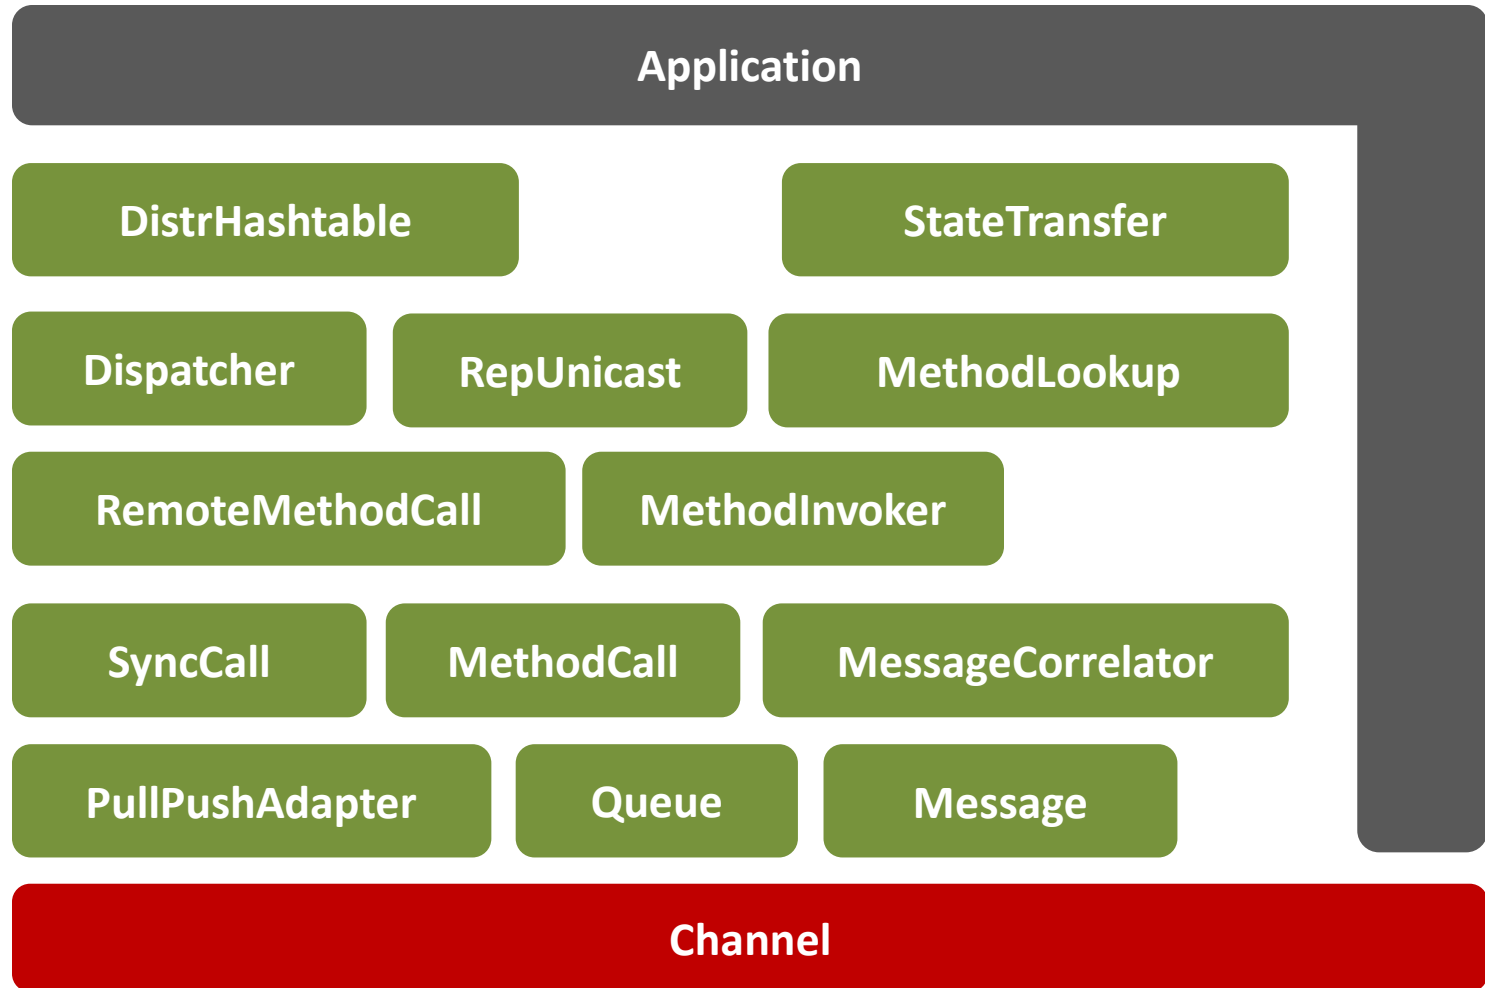 Application
DistrHashtable
StateTransfer
Dispatcher
RepUnicast
MethodLookup
RemoteMethodCall
MethodInvoker
SyncCall
MethodCall
MessageCorrelator
PullPushAdapter
Queue
Message
Channel